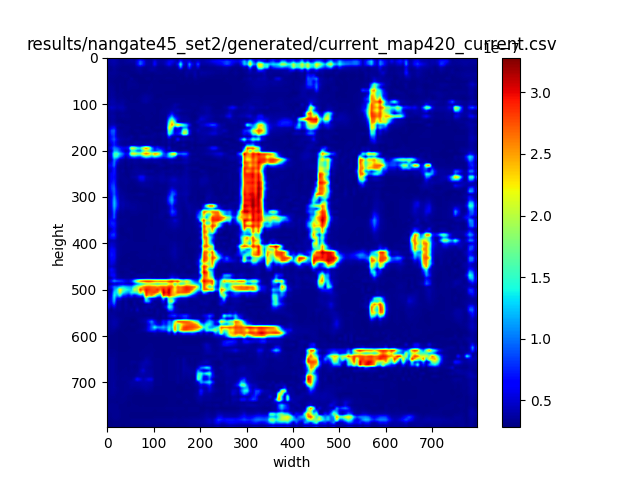 results/nangate45_set2/generated/current_map420_current.csv
1e−7
0
100
200
300
400
500
600
700
height
0 100 200 300 400 500 600 700
width
3.0
2.5
2.0
1.5
1.0
0.5